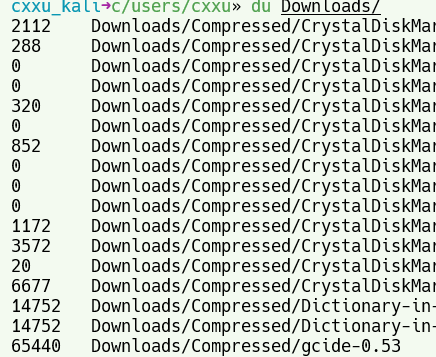 cxxu_kali→c/users/cxxu» du Downloads/
2112 Downloads/Compressed/CrystalDiskMar
288 Downloads/Compressed/CrystalDiskMar
0 Downloads/Compressed/CrystalDiskMar
0 Downloads/Compressed/CrystalDiskMar
320 Downloads/Compressed/CrystalDiskMar
0 Downloads/Compressed/CrystalDiskMar
852 Downloads/Compressed/CrystalDiskMar
0 Downloads/Compressed/CrystalDiskMar
0 Downloads/Compressed/CrystalDiskMar
0 Downloads/Compressed/CrystalDiskMar
1172 Downloads/Compressed/CrystalDiskMar
3572 Downloads/Compressed/CrystalDiskMar
20 Downloads/Compressed/CrystalDiskMar
6677 Downloads/Compressed/CrystalDiskMar
14752 Downloads/Compressed/Dictionary-in-
14752 Downloads/Compressed/Dictionary-in-
65440 Downloads/Compressed/gcide-0.53